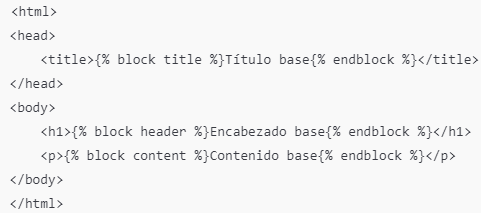 <html>
<head>
    <title>{% block title %}Título base{% endblock %}</title>
</head>
<body>
    <h1>{% block header %}Encabezado base{% endblock %}</h1>
    <p>{% block content %}Contenido base{% endblock %}</p>
</body>
</html>